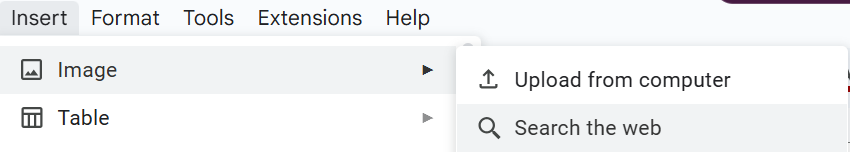 Insert Format Tools Extensions Help
Image
Upload from computer
Table
Search the web